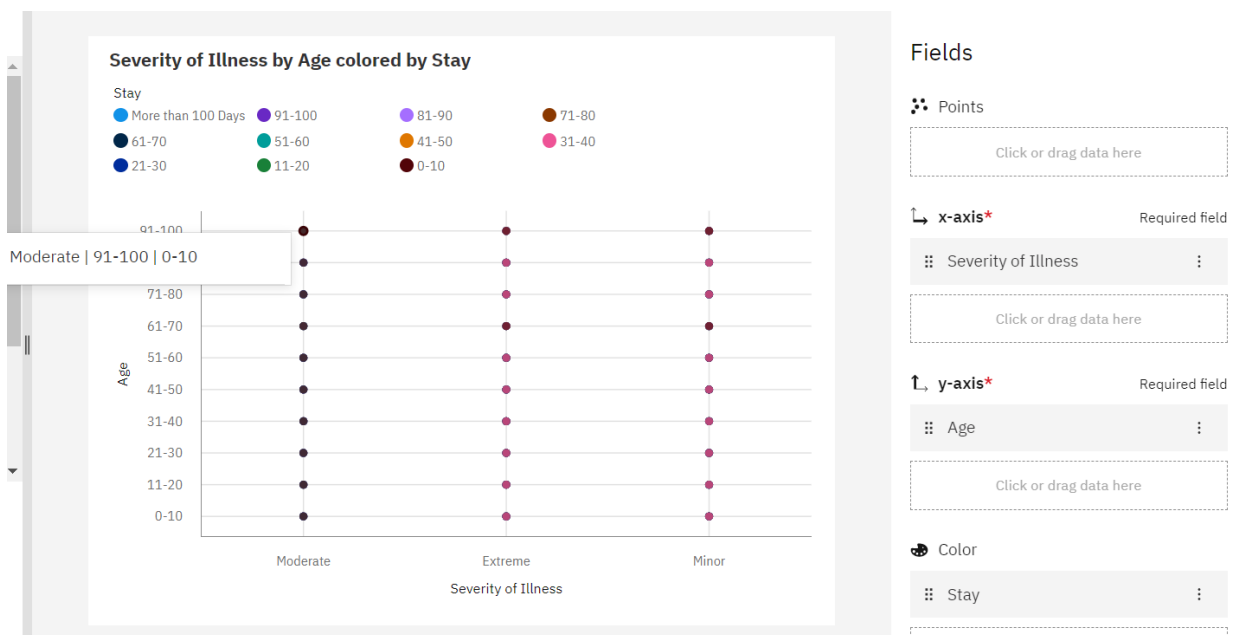 Severity of Illness by Age colored by Stay
Stay
More than 100 Days 91-100 81-90 71-80
61-70 51-60 41-50 31-40
21-30 11-20 0-10
91-100
Moderate | 91-100 | 0-10
71-80
61-70
51-60
41-50
31-40
21-30
11-20
0-10
Age
Moderate Extreme Minor
Severity of Illness
Fields
Points
Click or drag data here
x-axis* Required field
Severity of Illness
Click or drag data here
y-axis* Required field
Age
Click or drag data here
Color
Stay